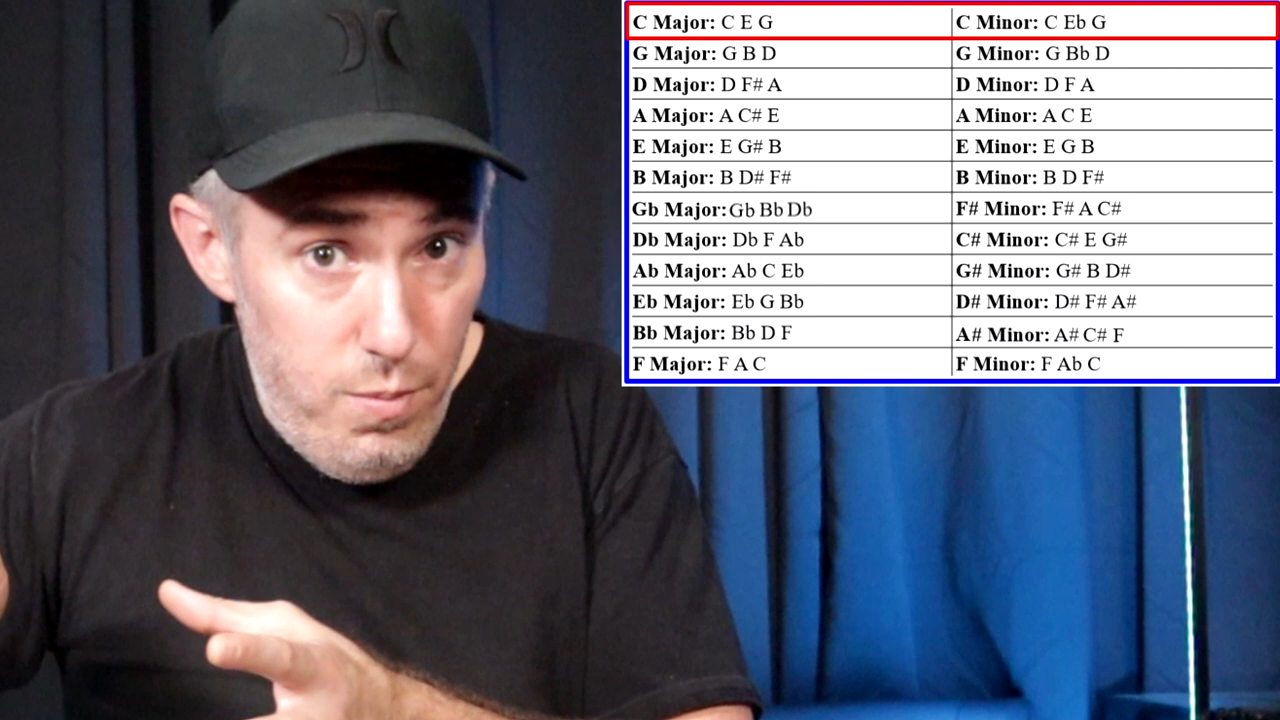 C Major: C E G C Minor: C Eb G
G Major: G B D G Minor: G Bb D
D Major: D F# A D Minor: D F A
A Major: A C# E A Minor: A C E
E Major: E G# B E Minor: E G B
B Major: B D# F# B Minor: B D F#
Gb Major: Gb Bb Db F# Minor: F# A C#
Db Major: Db F Ab C# Minor: C# E G#
Ab Major: Ab C Eb G# Minor: G# B D#
Eb Major: Eb G Bb D# Minor: D# F# A#
Bb Major: Bb D F A# Minor: A# C# F
F Major: F A C F Minor: F Ab C